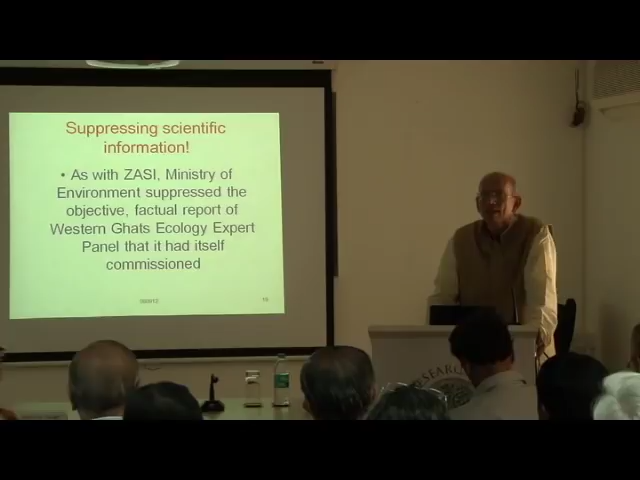 Suppressing scientific
information!
• As with ZASI, Ministry of
Environment suppressed the
objective, factual report of
Western Ghats Ecology Expert
Panel that it had itself
commissioned
RESEARC